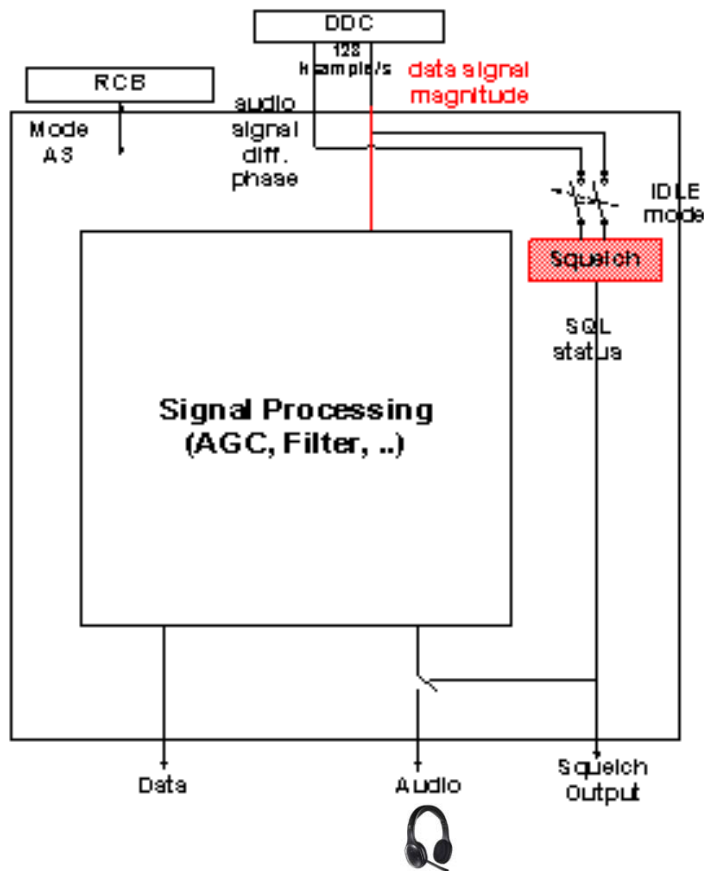 DDC
128
ksample/s
data signal
magnitude
RCB
audio
signal
diff.
phase
Mode
A3
IDLE
mode
Squelch
SQL
status
Signal Processing
(AGC, Filter, ..)
Data
Audio
Squelch
Output